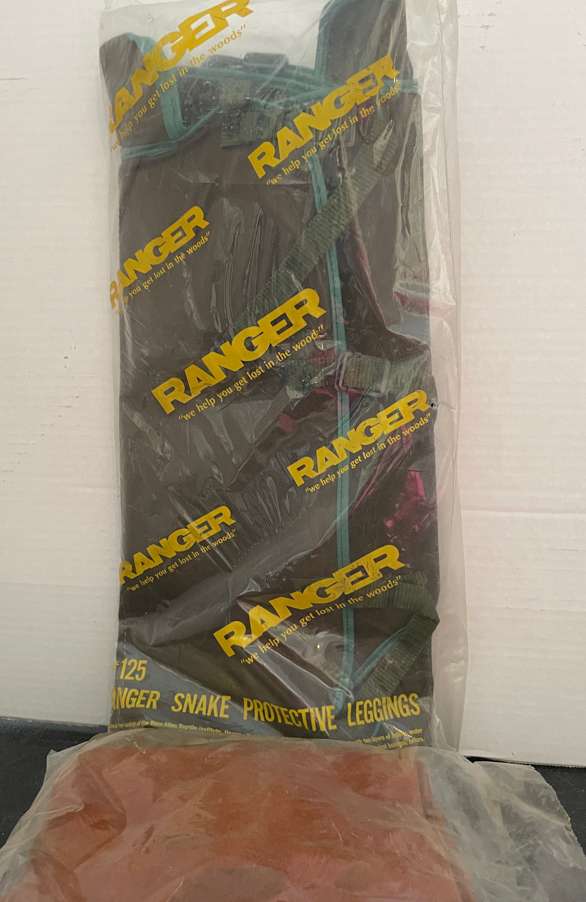 RANGER
"we help you get lost in the woods"
RANGER
"we help you get lost in the woods"
RANGER
you get lost in the woods"
RANGER
"we help you get lost in the woods"
RANGER
"we help you get lost in the woods"
RANGER
"we help you get lost in the woods"
RANGER
"we help you get lost in the woods"
125
ANGER SNAKE PROTECTIVE LEGGINGS